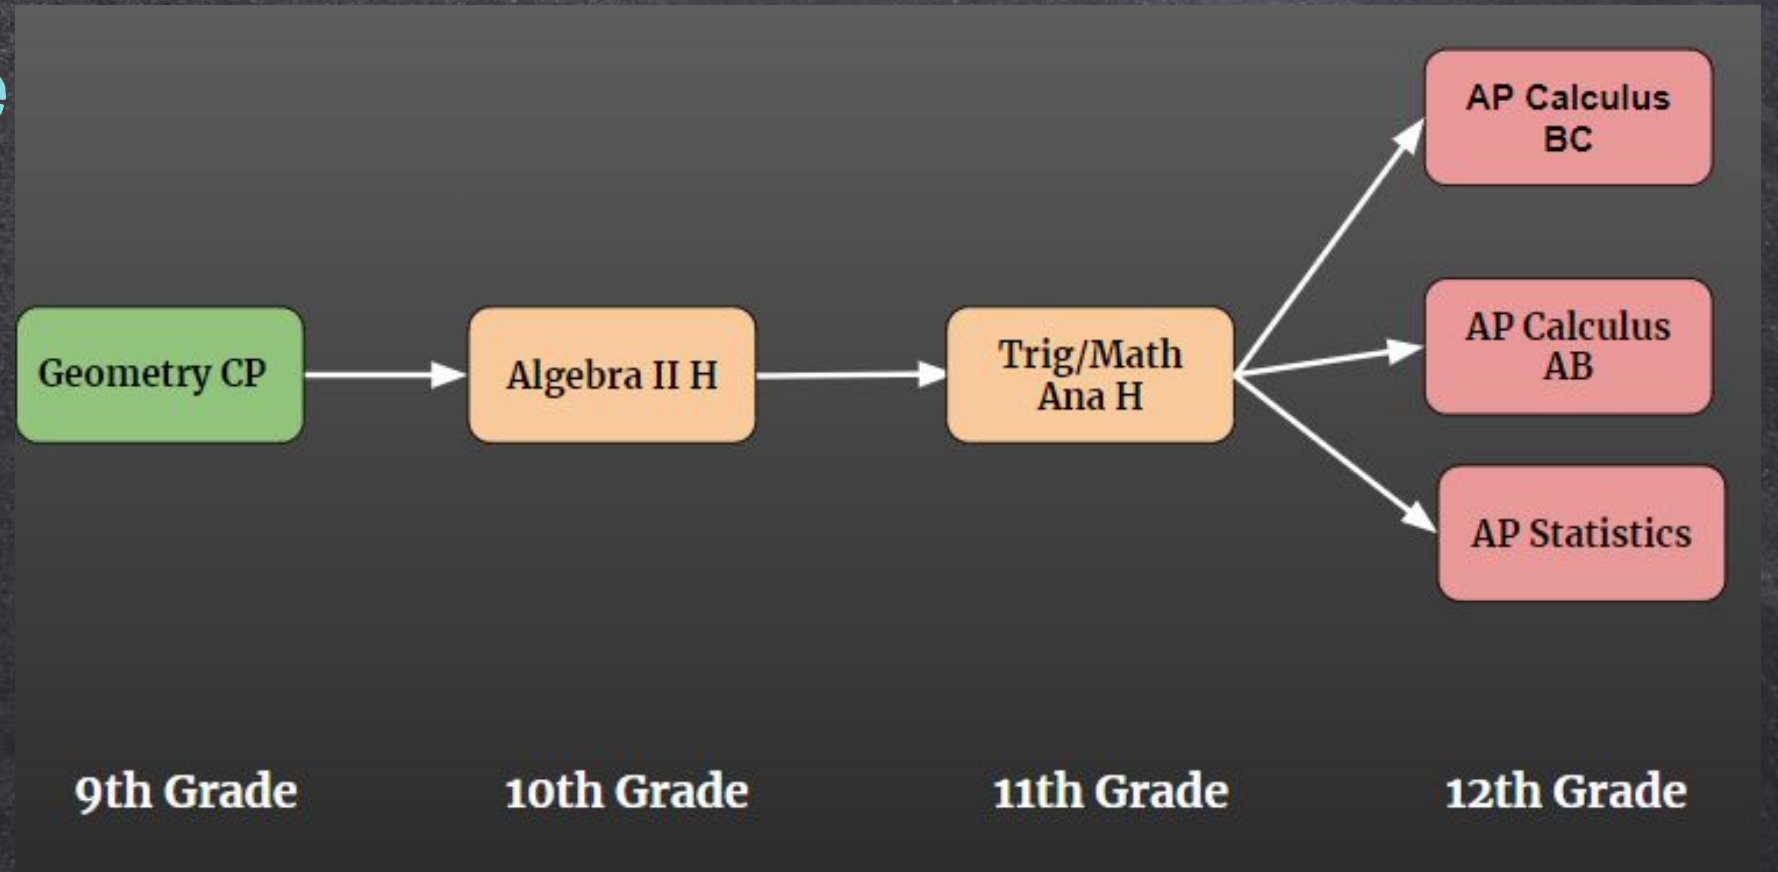 e
AP Calculus
BC
Geometry CP
Algebra II H
Trig/Math
Ana H
AP Calculus
AB
AP Statistics
9th Grade
10th Grade
11th Grade
12th Grade